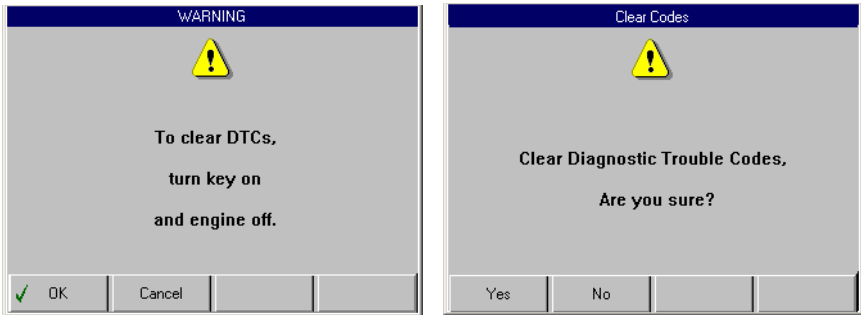 WARNING
To clear DTCs,
turn key on
and engine off.
OK
Cancel
Clear Codes
Clear Diagnostic Trouble Codes,
Are you sure?
Yes
No